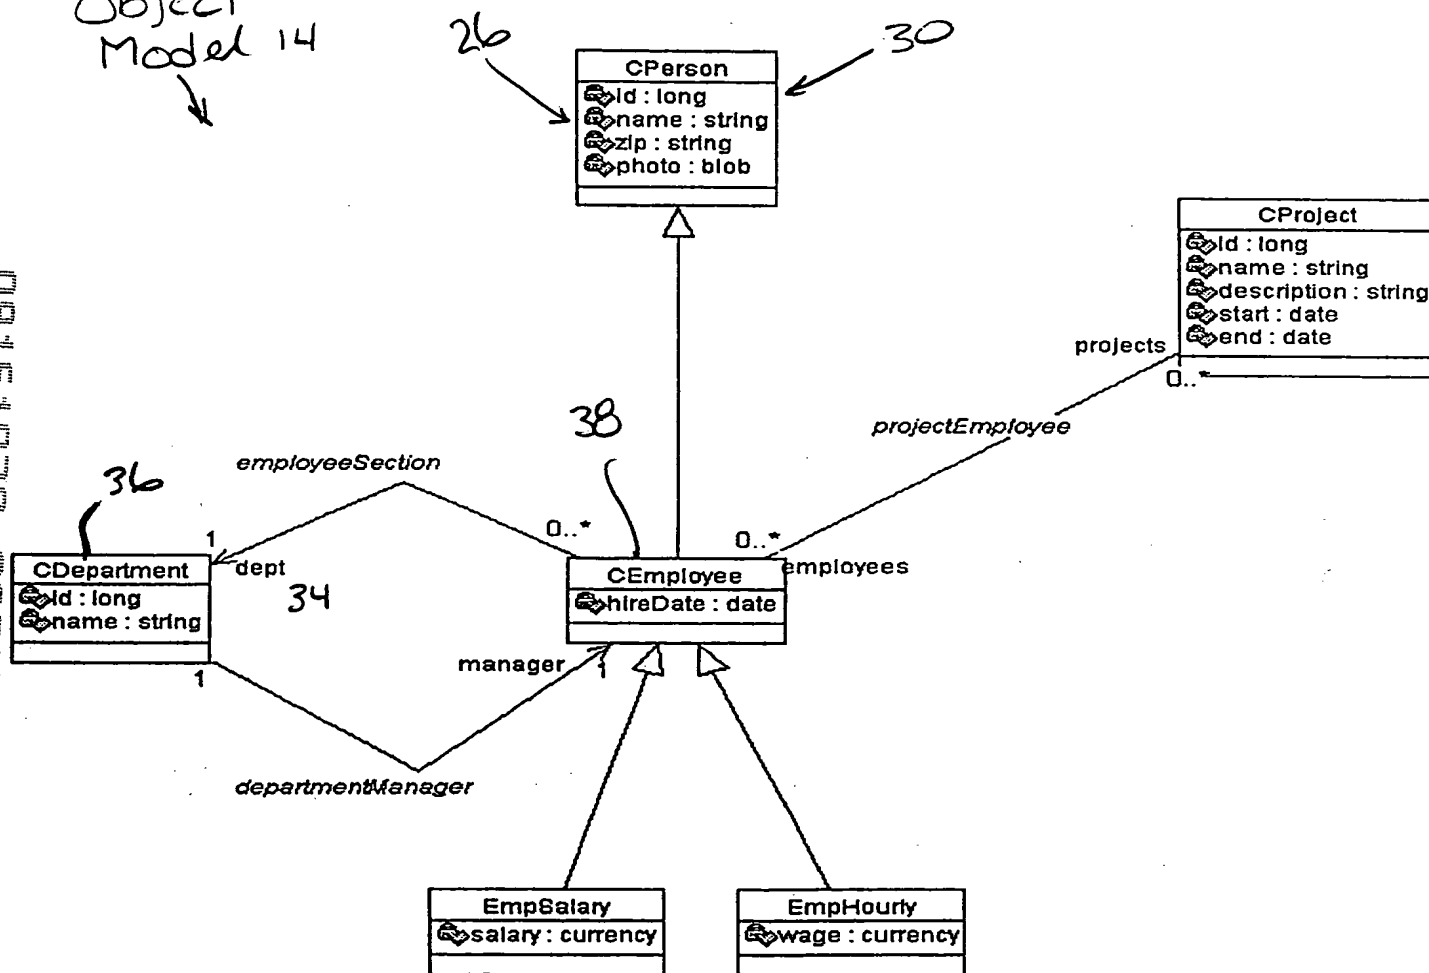 Object
Model 14
26
30
CPerson
id : long
name : string
zip : string
photo : blob
CProject
id : long
name : string
description : string
start : date
end : date
projects
0..*
projectEmployee
38
employeeSection
36
0..*
0..*
1
dept
employees
CDepartment
id : long
name : string
34
CEmployee
hireDate : date
manager
1
1
departmentManager
EmpSalary
salary : currency
EmpHourly
wage : currency